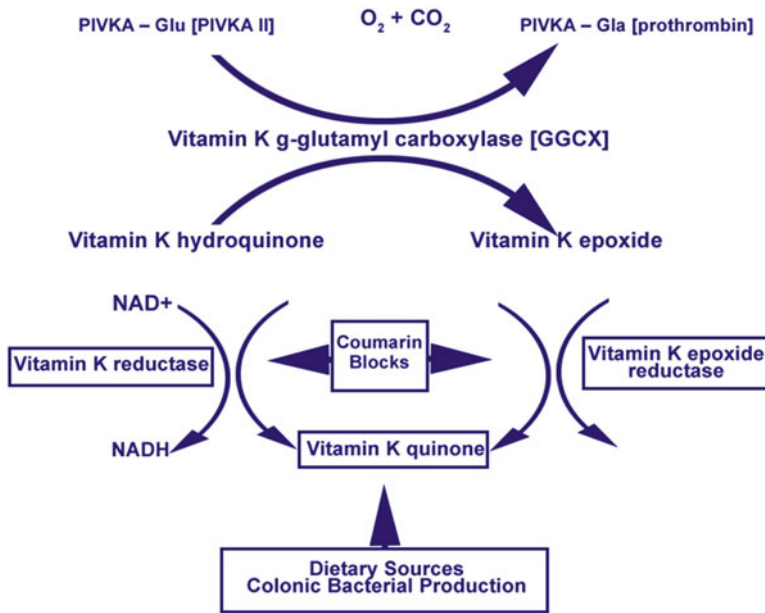 PIVKA – Glu [PIVKA II]
O₂ + CO₂
PIVKA – Gla [prothrombin]
Vitamin K g-glutamyl carboxylase [GGCX]
Vitamin K hydroquinone
Vitamin K epoxide
NAD+
Vitamin K reductase
Coumarin
Blocks
Vitamin K epoxide
reductase
NADH
Vitamin K quinone
Dietary Sources
Colonic Bacterial Production